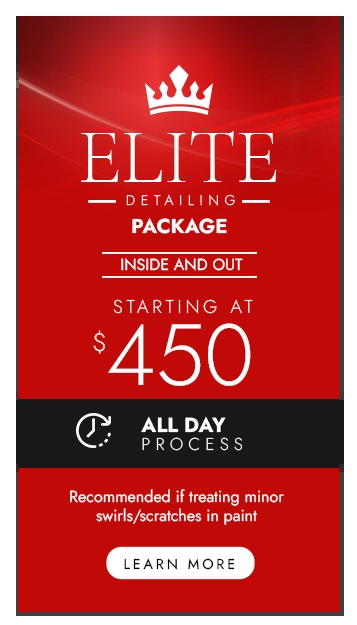 ELITE
DETAILING
PACKAGE
INSIDE AND OUT
STARTING AT
$450
ALL DAY
PROCESS
Recommended if treating minor
swirls/scratches in paint
LEARN MORE